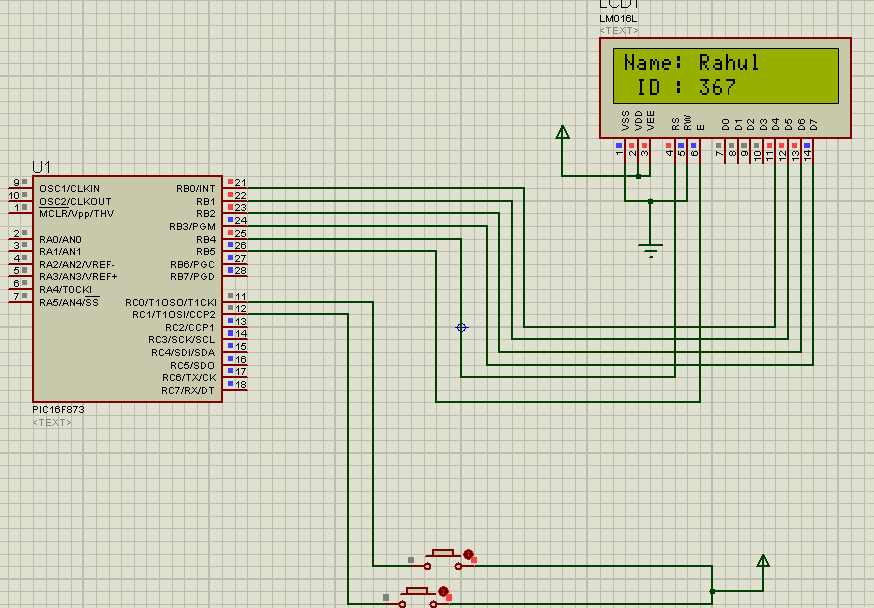 LCD1
LM016L
<TEXT>
Name: Rahul
ID : 367
VSS VDD VEE RS RW E D0 D1 D2 D3 D4 D5 D6 D7
1 2 3 4 5 6 7 8 9 10 11 12 13 14
U1
9 OSC1/CLKIN RB0/INT 21
10 OSC2/CLKOUT RB1 22
1 MCLR/Vpp/THV RB2 23
RB3/PGM 24
2 RA0/AN0 RB4 25
3 RA1/AN1 RB5 26
4 RA2/AN2/VREF- RB6/PGC 27
5 RA3/AN3/VREF+ RB7/PGD 28
6 RA4/T0CKI
7 RA5/AN4/SS RC0/T1OSO/T1CKI 11
RC1/T1OSI/CCP2 12
RC2/CCP1 13
RC3/SCK/SCL 14
RC4/SDI/SDA 15
RC5/SDO 16
RC6/TX/CK 17
RC7/RX/DT 18
PIC16F873
<TEXT>